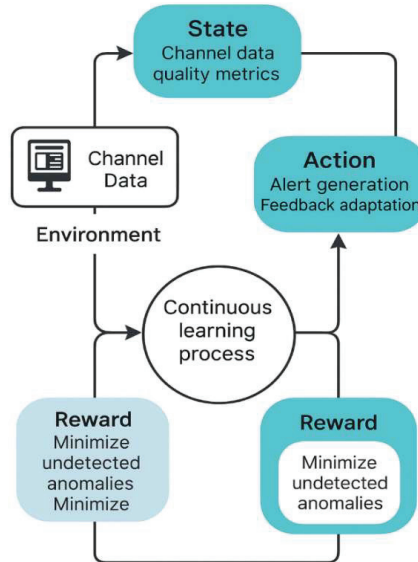 State
Channel data
quality metrics
Channel
Data
Action
Alert generation
Feedback adaptation
Environment
Continuous
learning
process
Reward
Minimize
undetected
anomalies
Minimize
Reward
Minimize
undetected
anomalies